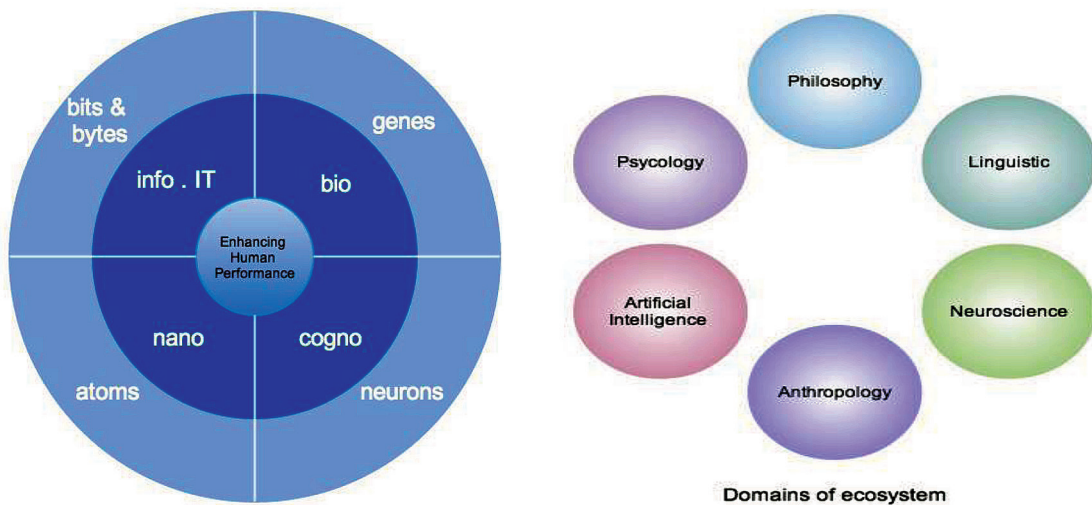 bits &
bytes
genes
info . IT
bio
Enhancing
Human
Performance
nano
cogno
atoms
neurons
Philosophy
Psycology
Linguistic
Artificial
Intelligence
Neuroscience
Anthropology
Domains of ecosystem